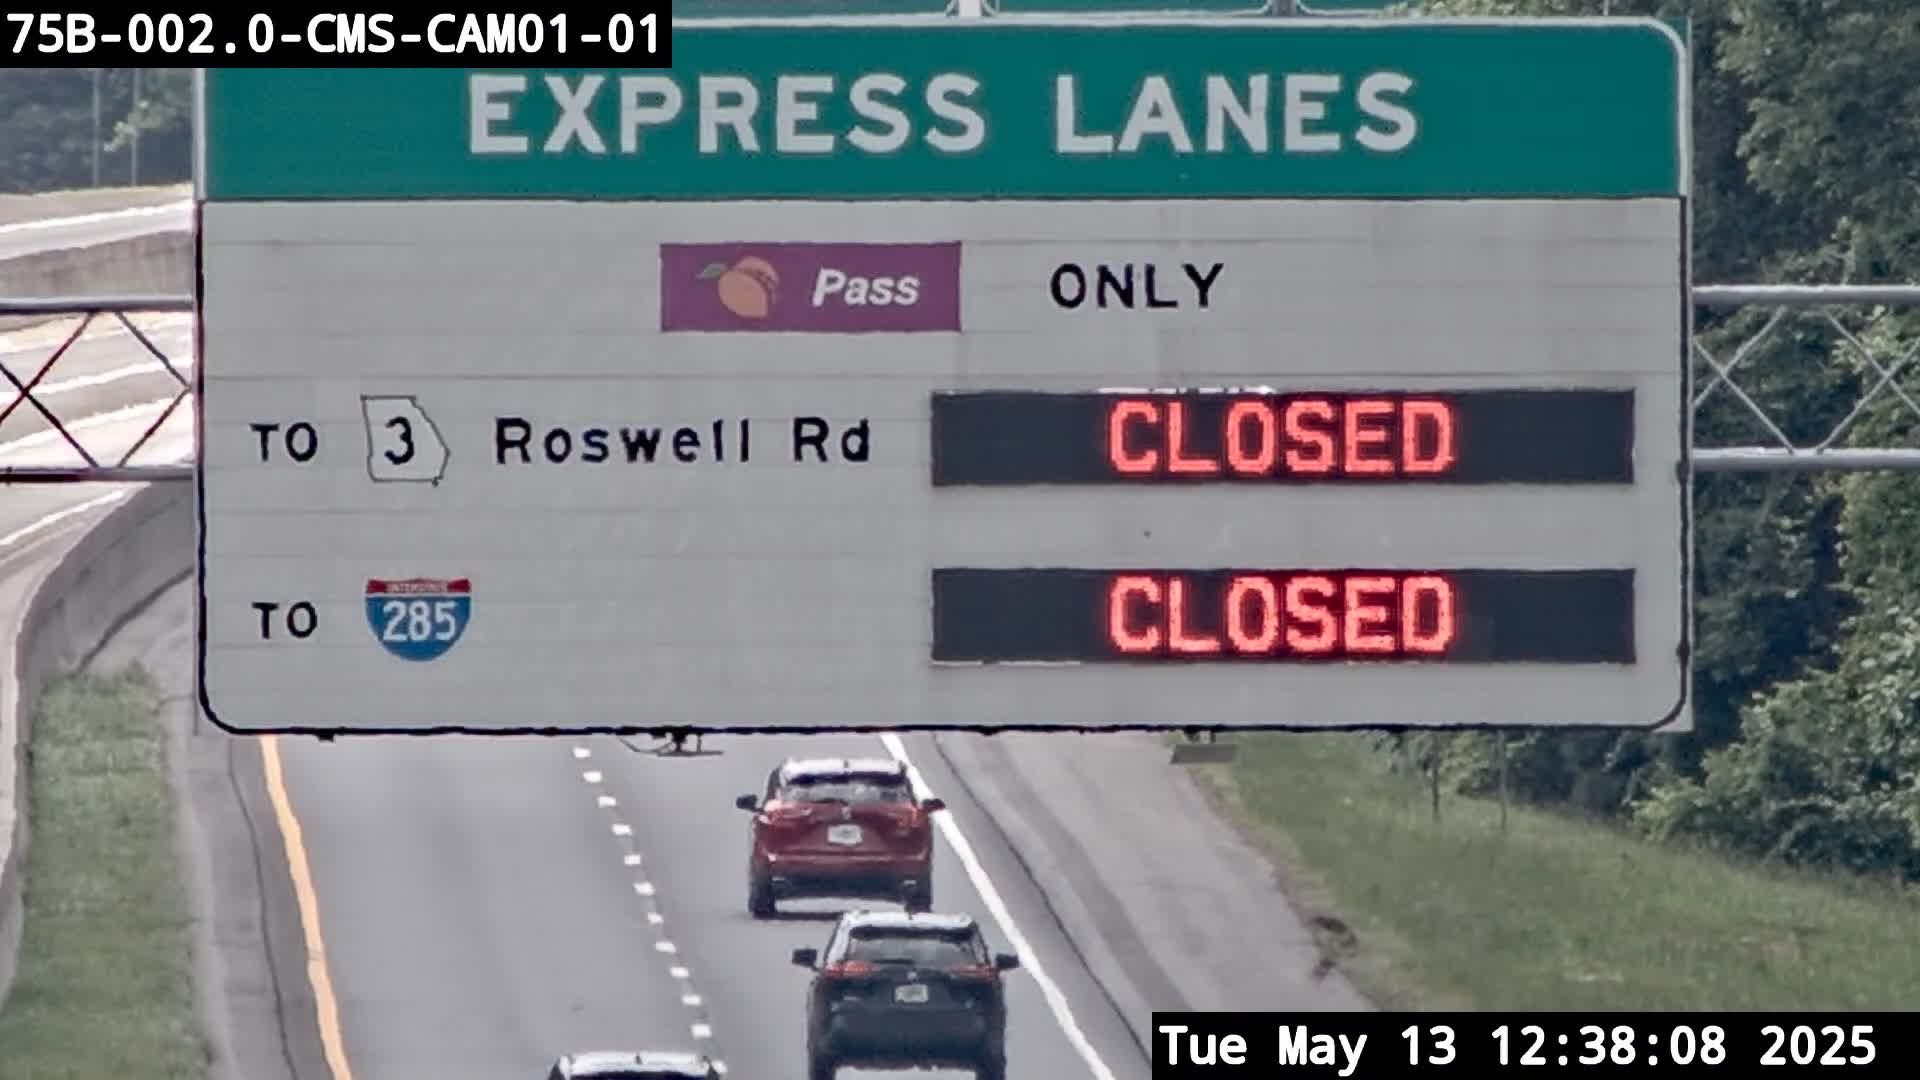 75B-002.0-CMS-CAM01-01
EXPRESS LANES
Pass ONLY
TO 3 Roswell Rd CLOSED
TO INTERSTATE 285 CLOSED
Tue May 13 12:38:08 2025